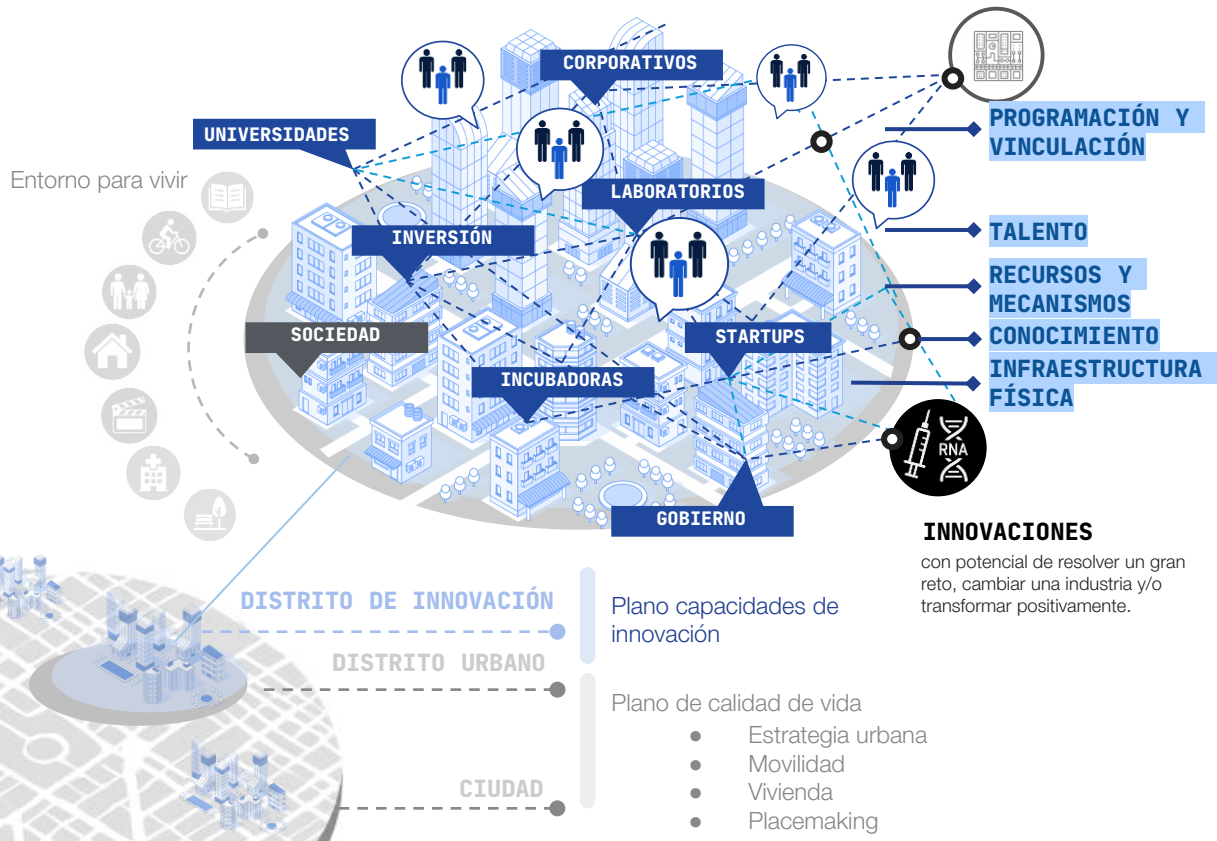 CORPORATIVOS
UNIVERSIDADES
PROGRAMACIÓN Y
VINCULACIÓN
Entorno para vivir
LABORATORIOS
INVERSIÓN
TALENTO
RECURSOS Y
MECANISMOS
SOCIEDAD
STARTUPS
CONOCIMIENTO
INCUBADORAS
INFRAESTRUCTURA
FÍSICA
RNA
GOBIERNO
INNOVACIONES
con potencial de resolver un gran
reto, cambiar una industria y/o
transformar positivamente.
DISTRITO DE INNOVACIÓN
Plano capacidades de
innovación
DISTRITO URBANO
Plano de calidad de vida
● Estrategia urbana
● Movilidad
● Vivienda
● Placemaking
CIUDAD